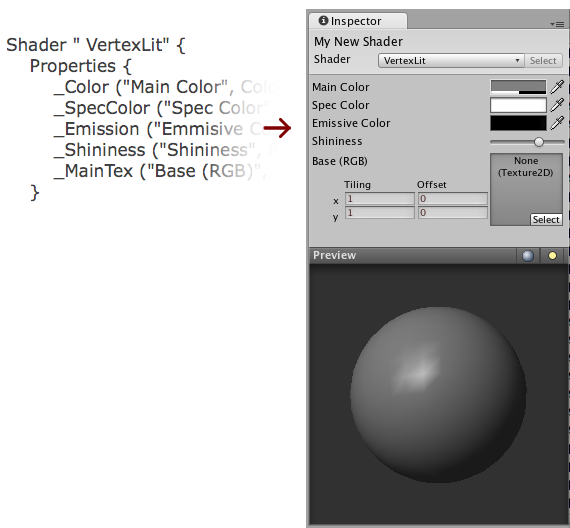 Shader " VertexLit" {
Properties {
_Color ("Main Color", Colo
_SpecColor ("Spec Color"
_Emission ("Emmisive C
_Shininess ("Shininess",
_MainTex ("Base (RGB)",
}
Inspector
My New Shader
Shader VertexLit Select
Main Color
Spec Color
Emissive Color
Shininess
Base (RGB) None
(Texture2D)
Tiling Offset
x 1 0
y 1 0
Select
Preview